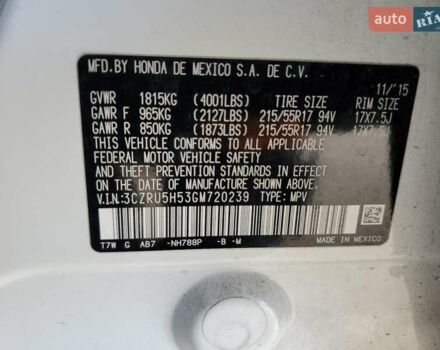 AUTO.RIA
MFD.BY HONDA DE MEXICO S.A. DE C.V.
11/'15
GVWR 1815KG (4001LBS) TIRE SIZE RIM SIZE
GAWR F 965KG (2127LBS) 215/55R17 94V 17X7.5J
GAWR R 850KG (1873LBS) 215/55R17 94V 17X7.5J
THIS VEHICLE CONFORMS TO ALL APPLICABLE
FEDERAL MOTOR VEHICLE SAFETY AND
THEFT PREVENTION STANDARDS IN EFFECT ON
THE DATE OF MANUFACTURE SHOWN ABOVE.
V.I.N:3CZRU5H53GM720239 TYPE: MPV
T7W G AB7 -NH788P -B -M
MADE IN MEXICO